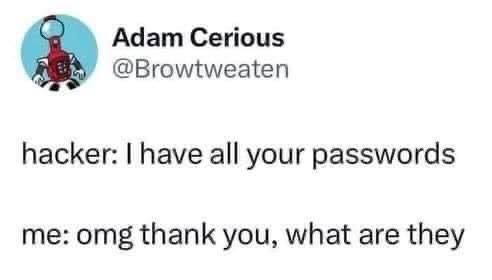 Adam Cerious
@Browtweaten
hacker: I have all your passwords
me: omg thank you, what are they